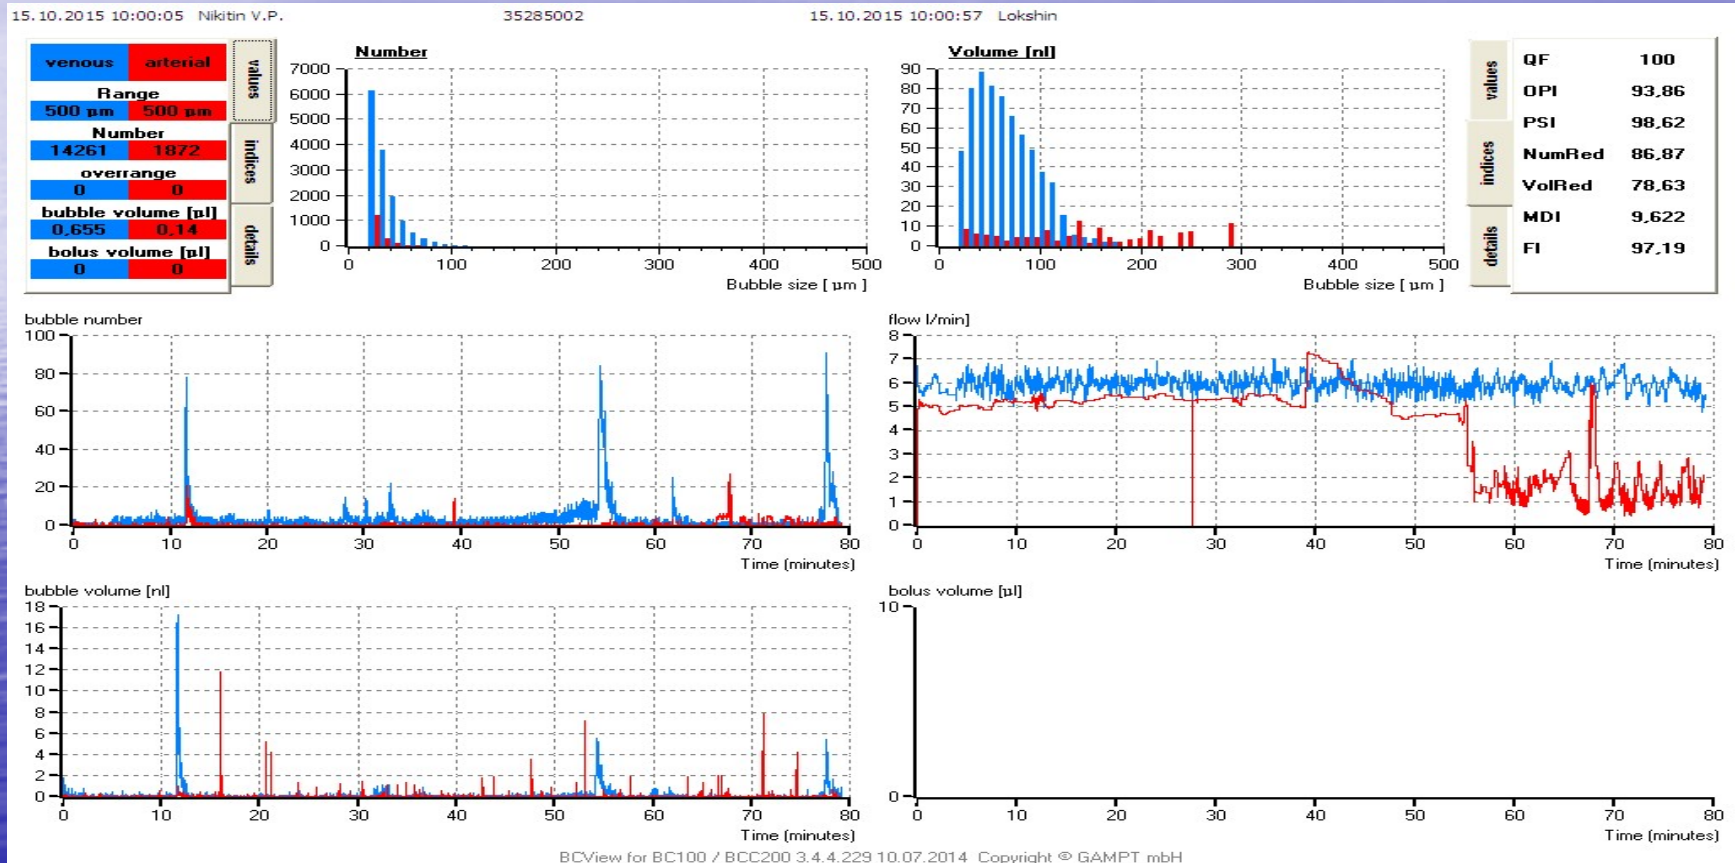 15.10.2015 10:00:05 Nikitin V.P. 35285002 15.10.2015 10:00:57 Lokshin
venous arterial
Range
500 µm 500 µm
Number
14261 1872
overrange
0 0
bubble volume [µl]
0,655 0,14
bolus volume [µl]
0 0
values
indices
details
Number
7000
6000
5000
4000
3000
2000
1000
0
0 100 200 300 400 500
Bubble size [ µm ]
Volume [nl]
90
80
70
60
50
40
30
20
10
0
0 100 200 300 400 500
Bubble size [ µm ]
values
indices
details
QF 100
OPI 93,86
PSI 98,62
NumRed 86,87
VolRed 78,63
MDI 9,622
FI 97,19
bubble number
100
80
60
40
20
0
0 10 20 30 40 50 60 70 80
Time (minutes)
flow l/min]
8
7
6
5
4
3
2
1
0
0 10 20 30 40 50 60 70 80
Time (minutes)
bubble volume [nl]
18
16
14
12
10
8
6
4
2
0
0 10 20 30 40 50 60 70 80
Time (minutes)
bolus volume [µl]
10
0
0 10 20 30 40 50 60 70 80
Time (minutes)
BCView for BC100 / BCC200 3.4.4.229 10.07.2014 Copyright © GAMPT mbH